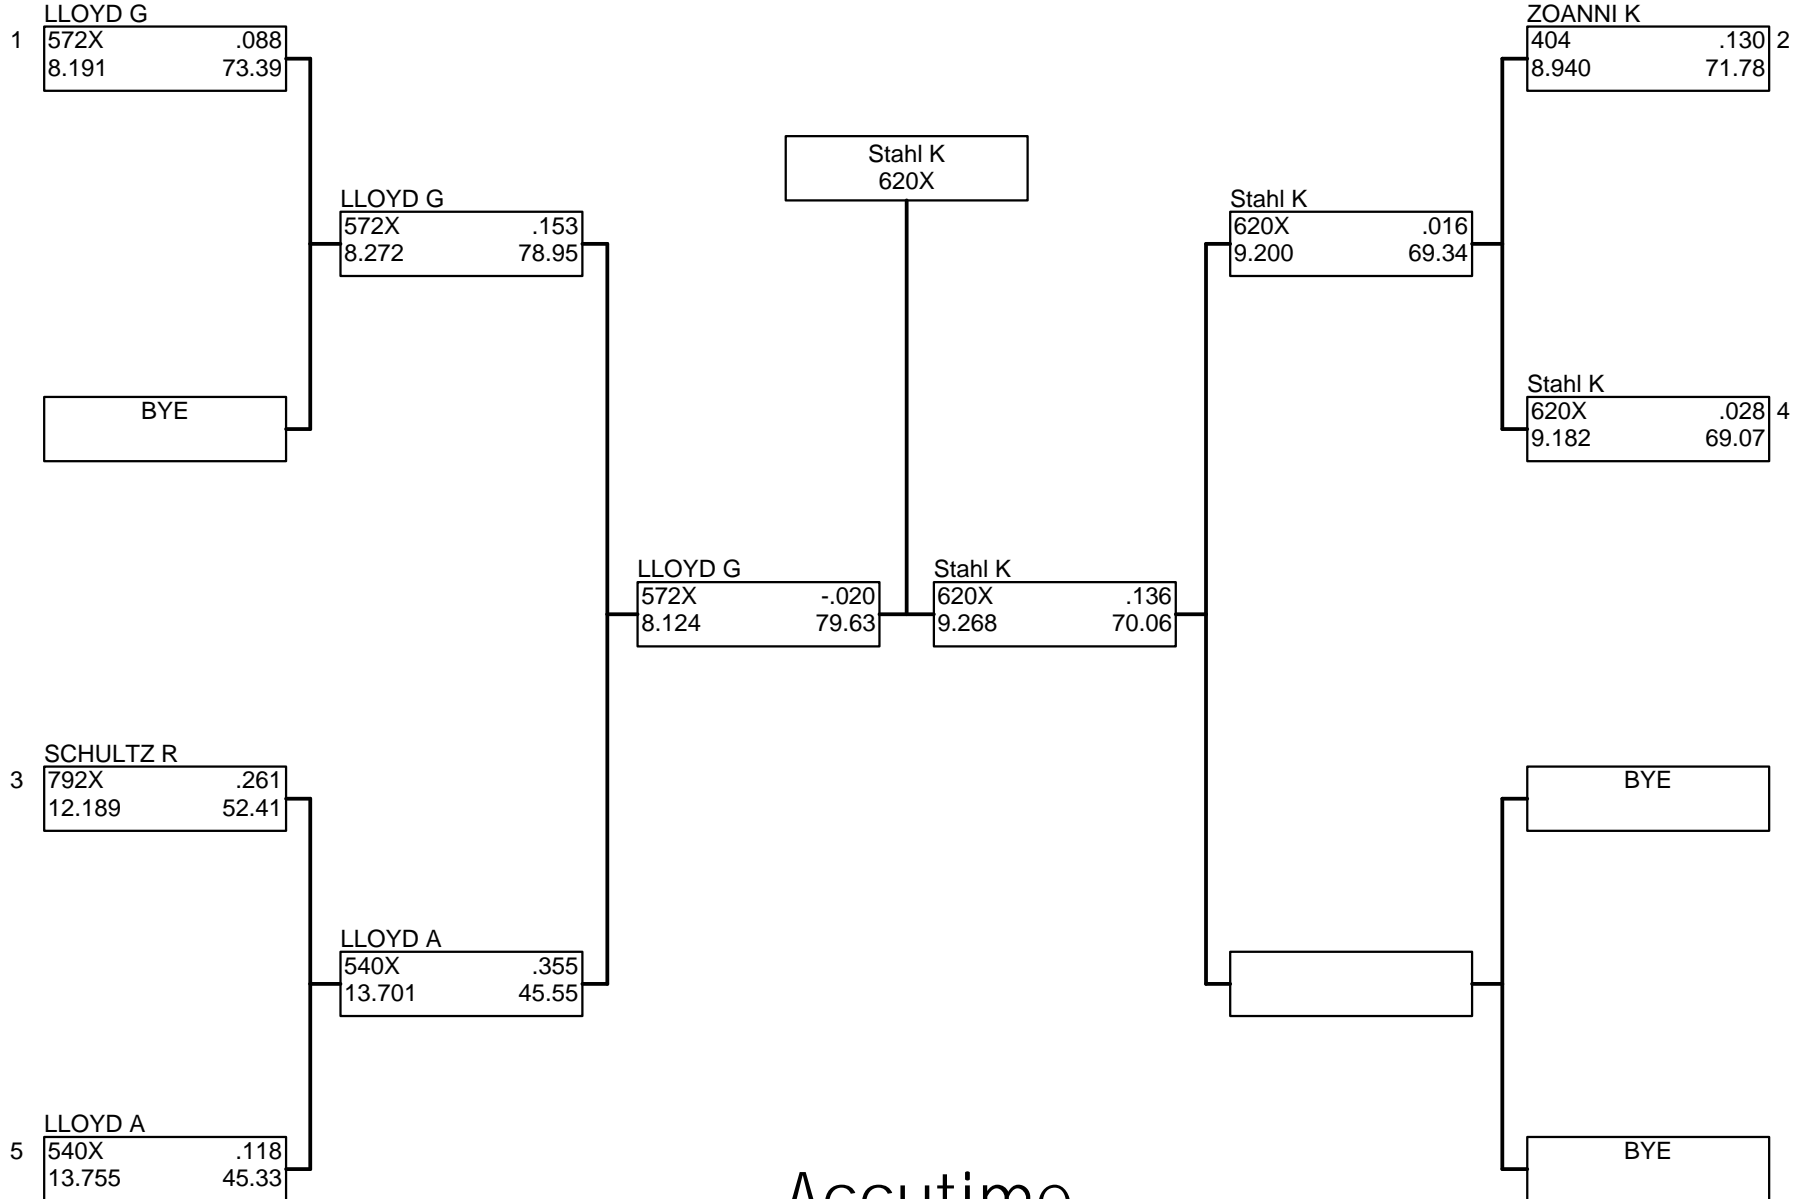 LLOYD G
1 572X .088
8.191 73.39
BYE
SCHULTZ R
3 792X .261
12.189 52.41
LLOYD A
5 540X .118
13.755 45.33
LLOYD G
572X .153
8.272 78.95
LLOYD A
540X .355
13.701 45.55
LLOYD G
572X -.020
8.124 79.63
Stahl K
620X
Stahl K
620X .136
9.268 70.06
Stahl K
620X .016
9.200 69.34
ZOANNI K
404 .130 2
8.940 71.78
Stahl K
620X .028 4
9.182 69.07
BYE
BYE
Accutime